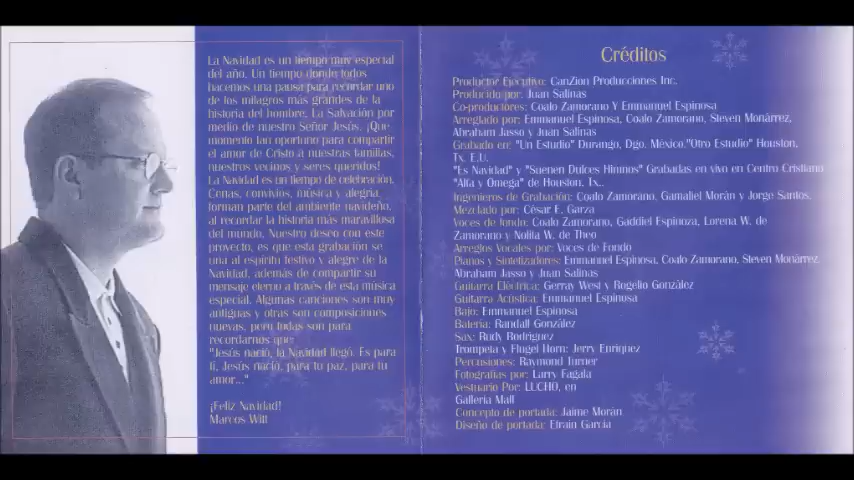 La Navidad es un tiempo muy especial
del año. Un tiempo donde todos
hacemos una pausa para recordar uno
de los milagros más grandes de la
historia del hombre, La Salvación por
medio de nuestro Señor Jesús. ¡Que
momento tan oportuno para compartir
el amor de Cristo a nuestras familias,
nuestros vecinos y seres queridos!
La Navidad es un tiempo de celebración.
Cenas, convivios, música y alegría,
forman parte del ambiente navideño,
al recordar la historia más maravillosa
del mundo. Nuestro deseo con este
proyecto, es que esta grabación se
una al espíritu festivo y alegre de la
Navidad, además de compartir su
mensaje eterno a través de esta música
especial. Algunas canciones son muy
antiguas y otras son composiciones
nuevas, pero todas son para
recordarnos que:
"Jesús nació, la Navidad llegó. Es para
ti, Jesús nació, para tu paz, para tu
amor..."
¡Feliz Navidad!
Marcos Witt
Créditos
Productor Ejecutivo: CanZion Producciones Inc.
Producido por: Juan Salinas
Co-productores: Coalo Zamorano Y Emmanuel Espinosa
Arreglado por: Emmanuel Espinosa, Coalo Zamorano, Steven Monárrez,
Abraham Jasso y Juan Salinas
Grabado en: "Un Estudio" Durango, Dgo. México."Otro Estudio" Houston,
Tx. E.U.
"Es Navidad" y "Suenen Dulces Himnos" Grabadas en vivo en Centro Cristiano
"Alfa y Omega" de Houston, Tx..
Ingenieros de Grabación: Coalo Zamorano, Gamaliel Morán y Jorge Santos.
Mezclado por: César E. Garza
Voces de fondo: Coalo Zamorano, Gaddiel Espinoza, Lorena W. de
Zamorano y Nolita W. de Theo
Arreglos Vocales por: Voces de Fondo
Pianos y Sintetizadores: Emmanuel Espinosa, Coalo Zamorano, Steven Monárrez,
Abraham Jasso y Juan Salinas
Guitarra Eléctrica: Gerray West y Rogelio González
Guitarra Acústica: Emmanuel Espinosa
Bajo: Emmanuel Espinosa
Batería: Randall González
Sax: Rudy Rodríguez
Trompeta y Flugel Horn: Jerry Enriquez
Percusiones: Raymond Turner
Fotografías por: Larry Fagala
Vestuario Por: LUCHO, en
Galleria Mall
Concepto de portada: Jaime Morán
Diseño de portada: Efraín García